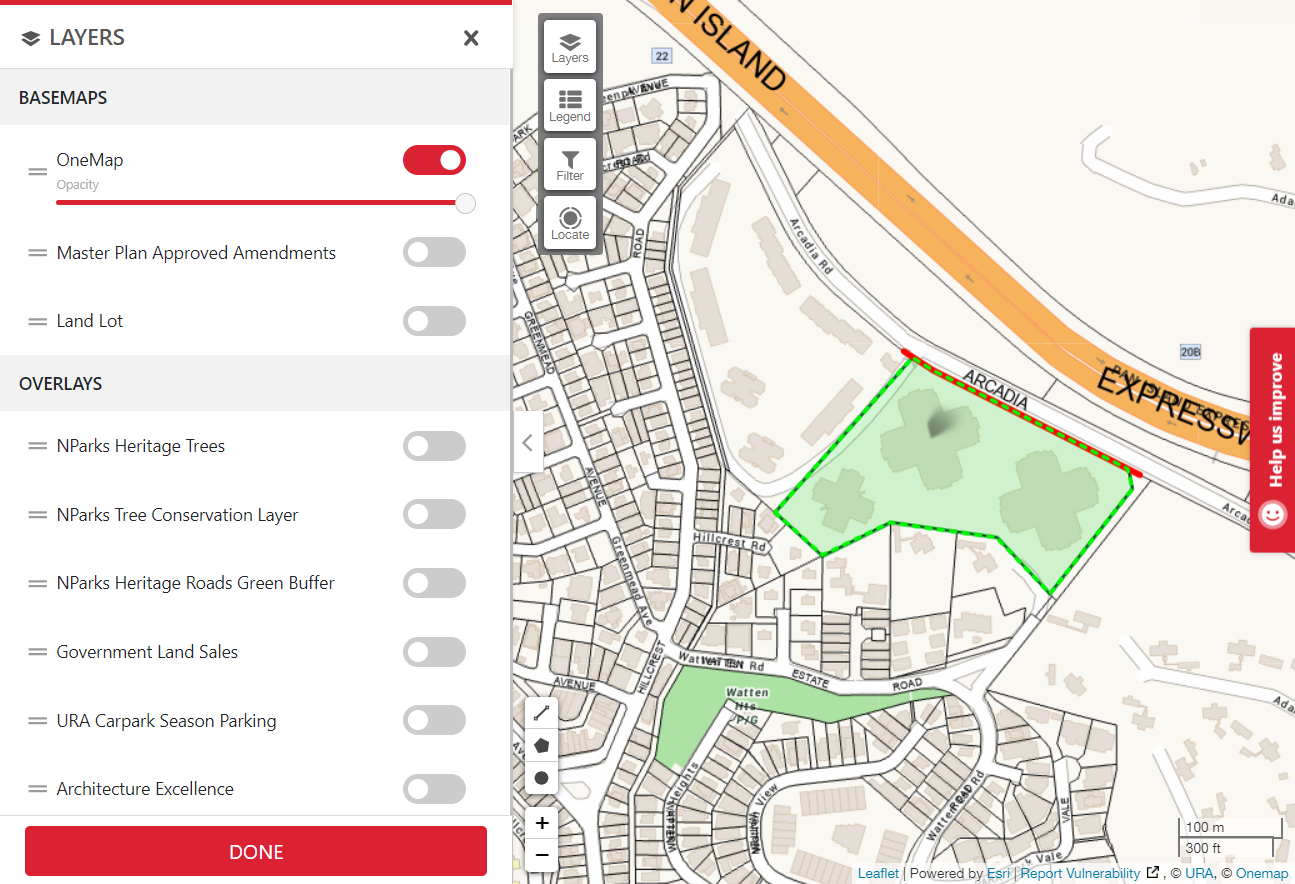 LAYERS
BASEMAPS
OneMap
Opacity
Master Plan Approved Amendments
Land Lot
OVERLAYS
NParks Heritage Trees
NParks Tree Conservation Layer
NParks Heritage Roads Green Buffer
Government Land Sales
URA Carpark Season Parking
Architecture Excellence
DONE
Layers
Legend
Filter
Locate
22
N ISLAND
AVENUE
ROAD
Arcadia Rd
Ada
20B
ARCADIA
EXPRESSW
Help us improve
Arcad
GREENMEAD
AVENUE
Greenmead Ave
Hillcrest Rd
HILLCREST
AVENUE
WATTEN
Rd
ESTATE
ROAD
Watten
Hts
P/G
Heights
View
Watten
ROAD
Rd
VALE
Vale
Ada
+
−
100 m
300 ft
Leaflet | Powered by Esri | Report Vulnerability , © URA, © Onemap